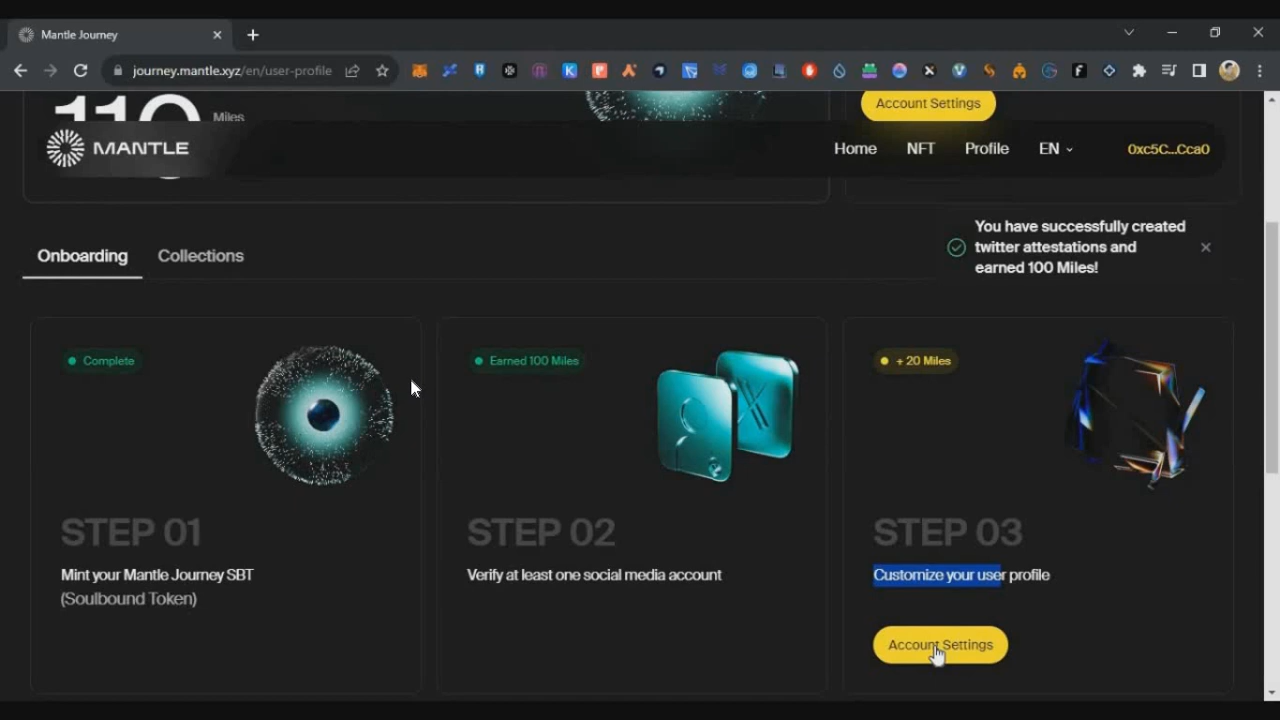 Mantle Journey
journey.mantle.xyz/en/user-profile
110 Miles
Account Settings
MANTLE
Home NFT Profile EN 0xc5C...Cca0
You have successfully created
twitter attestations and
earned 100 Miles!
Onboarding Collections
Complete
Earned 100 Miles
+ 20 Miles
STEP 01
STEP 02
STEP 03
Mint your Mantle Journey SBT
(Soulbound Token)
Verify at least one social media account
Customize your user profile
Account Settings